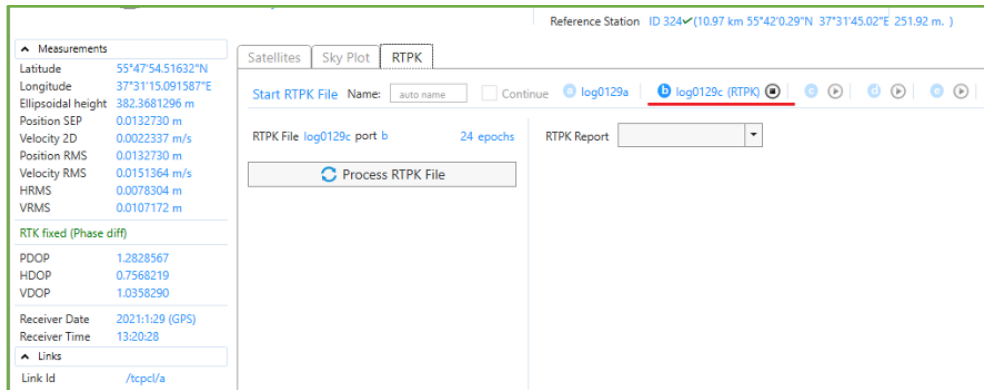 Reference Station ID 324 (10.97 km 55°42'0.29"N 37°31'45.02"E 251.92 m. )
Measurements
Latitude 55°47'54.51632"N
Longitude 37°31'15.091587"E
Ellipsoidal height 382.3681296 m
Position SEP 0.0132730 m
Velocity 2D 0.0022337 m/s
Position RMS 0.0132730 m
Velocity RMS 0.0151364 m/s
HRMS 0.0078304 m
VRMS 0.0107172 m
RTK fixed (Phase diff)
PDOP 1.2828567
HDOP 0.7568219
VDOP 1.0358290
Receiver Date 2021:1:29 (GPS)
Receiver Time 13:20:28
Links
Link Id /tcpcl/a
Satellites Sky Plot RTPK
Start RTPK File Name: auto name Continue a log0129a b log0129c (RTPK) c d e
RTPK File log0129c port b 24 epochs RTPK Report
Process RTPK File